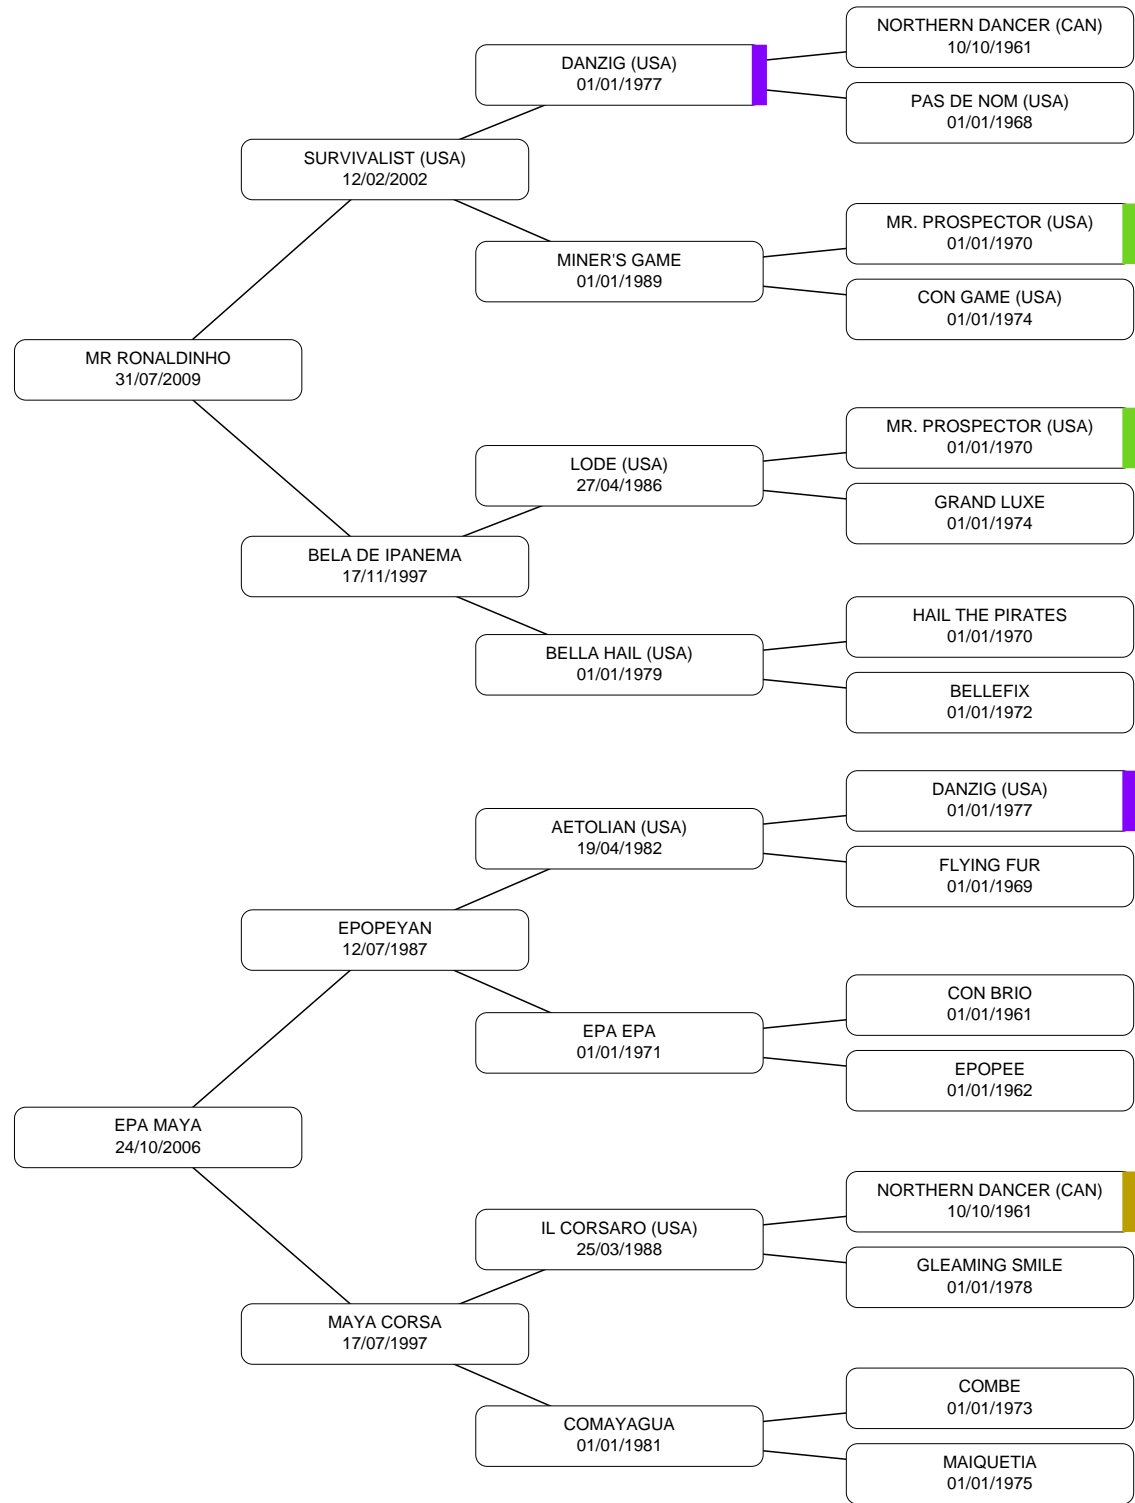 NORTHERN DANCER (CAN)
10/10/1961
DANZIG (USA)
01/01/1977
PAS DE NOM (USA)
01/01/1968
SURVIVALIST (USA)
12/02/2002
MR. PROSPECTOR (USA)
01/01/1970
MINER'S GAME
01/01/1989
CON GAME (USA)
01/01/1974
MR RONALDINHO
31/07/2009
MR. PROSPECTOR (USA)
01/01/1970
LODE (USA)
27/04/1986
GRAND LUXE
01/01/1974
BELA DE IPANEMA
17/11/1997
HAIL THE PIRATES
01/01/1970
BELLA HAIL (USA)
01/01/1979
BELLEFIX
01/01/1972
DANZIG (USA)
01/01/1977
AETOLIAN (USA)
19/04/1982
FLYING FUR
01/01/1969
EPOPEYAN
12/07/1987
CON BRIO
01/01/1961
EPA EPA
01/01/1971
EPOPEE
01/01/1962
EPA MAYA
24/10/2006
NORTHERN DANCER (CAN)
10/10/1961
IL CORSARO (USA)
25/03/1988
GLEAMING SMILE
01/01/1978
MAYA CORSA
17/07/1997
COMBE
01/01/1973
COMAYAGUA
01/01/1981
MAIQUETIA
01/01/1975